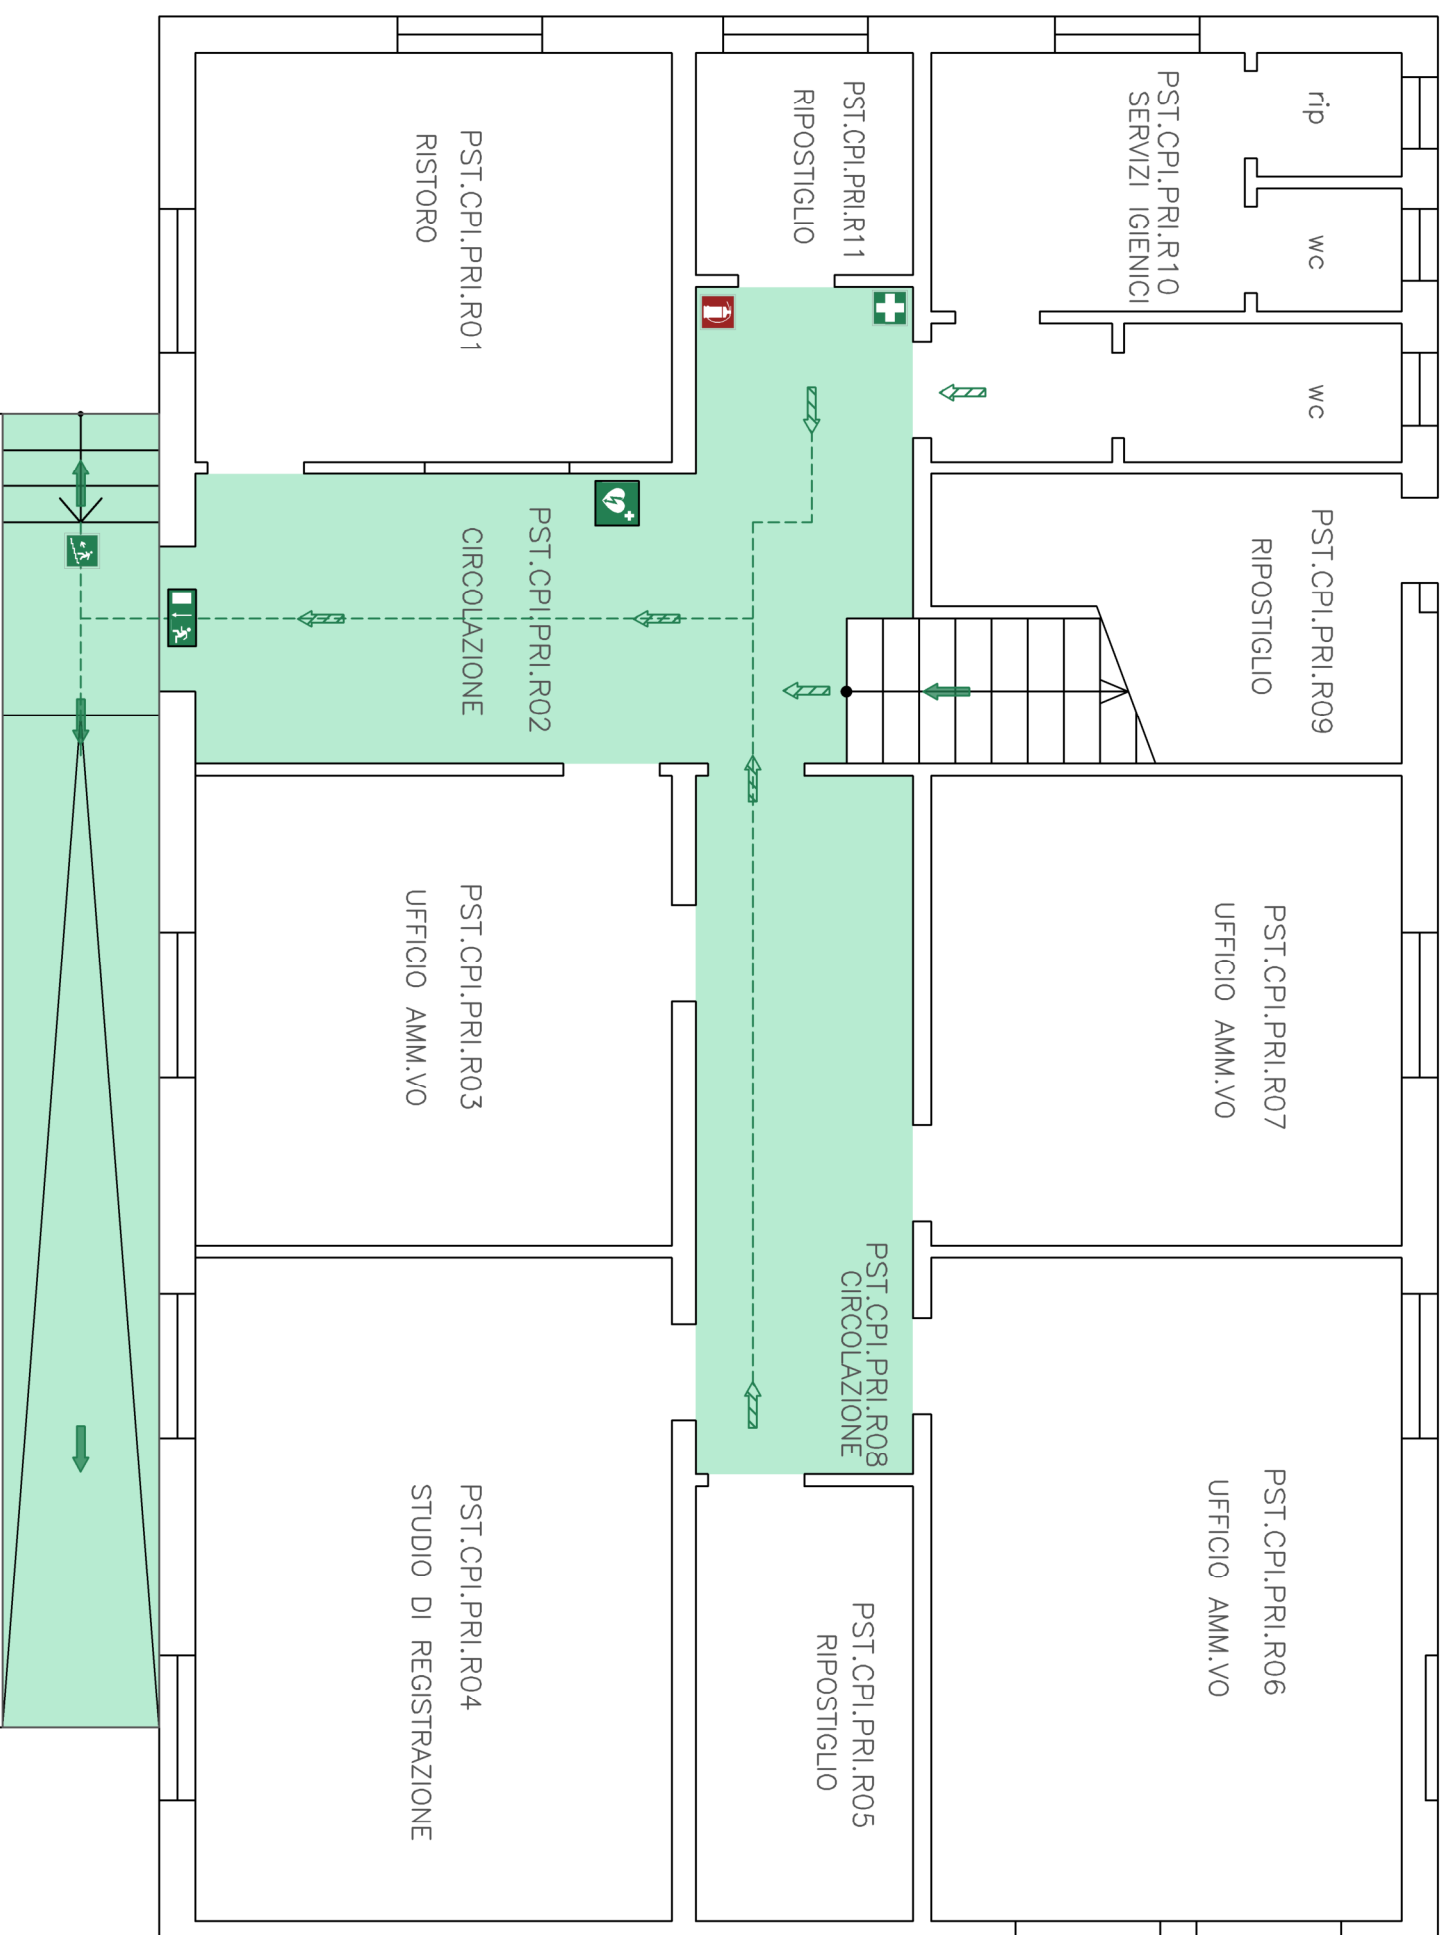 PST.CPI.PRI.R01
RISTORO
PST.CPI.PRI.R11
RIPOSTIGLIO
PST.CPI.PRI.R10
SERVIZI IGIENICI
rip
wc
wc
PST.CPI.PRI.R02
CIRCOLAZIONE
PST.CPI.PRI.R09
RIPOSTIGLIO
PST.CPI.PRI.R03
UFFICIO AMM.VO
PST.CPI.PRI.R07
UFFICIO AMM.VO
PST.CPI.PRI.R08
CIRCOLAZIONE
PST.CPI.PRI.R04
STUDIO DI REGISTRAZIONE
PST.CPI.PRI.R05
RIPOSTIGLIO
PST.CPI.PRI.R06
UFFICIO AMM.VO